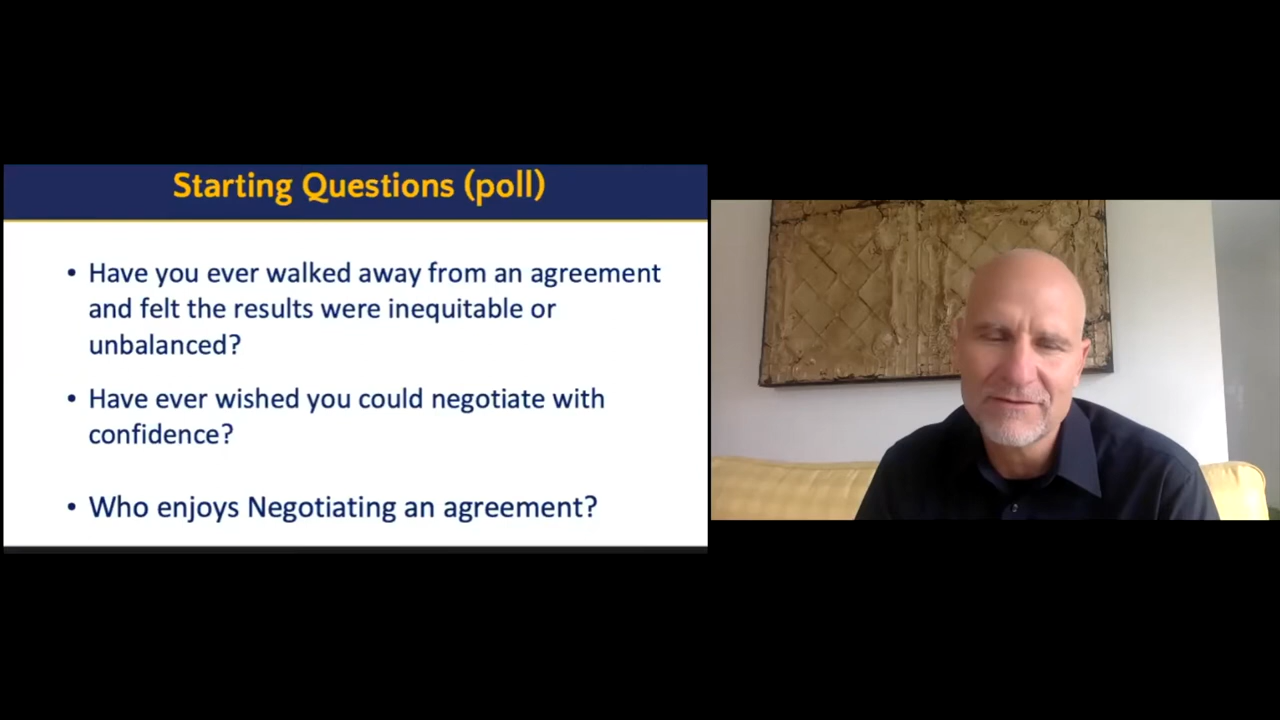 Starting Questions (poll)
• Have you ever walked away from an agreement
and felt the results were inequitable or
unbalanced?
• Have ever wished you could negotiate with
confidence?
• Who enjoys Negotiating an agreement?